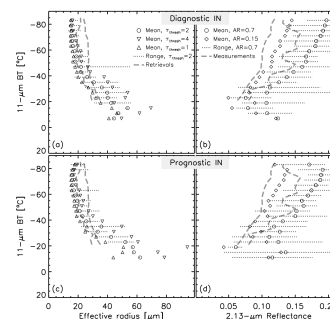 Diagnostic IN
−80
−60
−40
−20
0
20
11-μm BT [°C]
Mean, τthresh=2
Mean, τthresh=4
Mean, τthresh=1
Range, τthresh=2
Retrievals
(a)
Mean, AR=0.7
Mean, AR=0.15
Range, AR=0.7
Measurements
(b)
Prognostic IN
−80
−60
−40
−20
0
20
11-μm BT [°C]
(c)
(d)
0 20 40 60 80 100
0.05 0.10 0.15
Effective radius [μm]
2.13-μm Reflectance